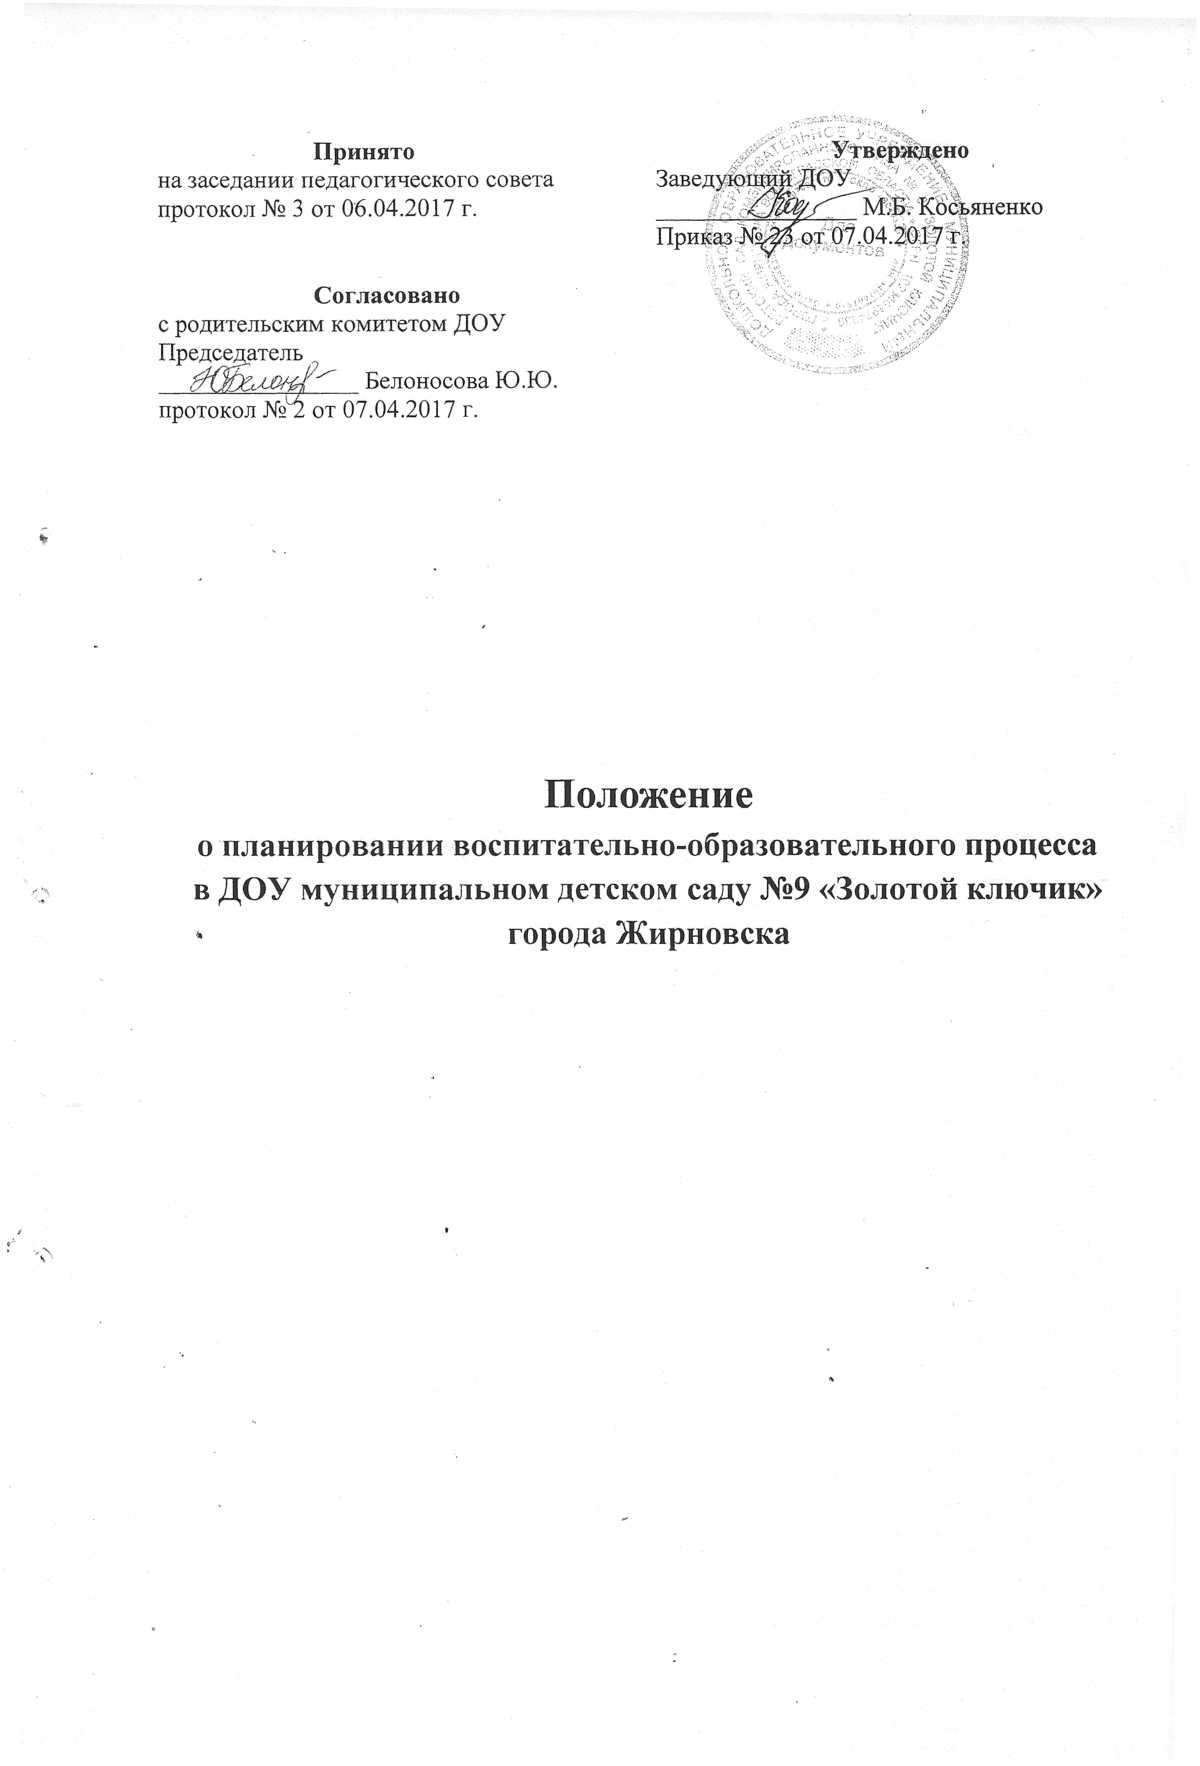 Принято
на заседании педагогического совета
протокол № 3 от 06.04.2017 г.
Утверждено
Заведующий ДОУ
М.Б. Косьяненко
Приказ № 23 от 07.04.2017 г.
Для документов
Согласовано
с родительским комитетом ДОУ
Председатель
Белоносова Ю.Ю.
протокол № 2 от 07.04.2017 г.
Положение
о планировании воспитательно-образовательного процесса
в ДОУ муниципальном детском саду №9 «Золотой ключик»
города Жирновска